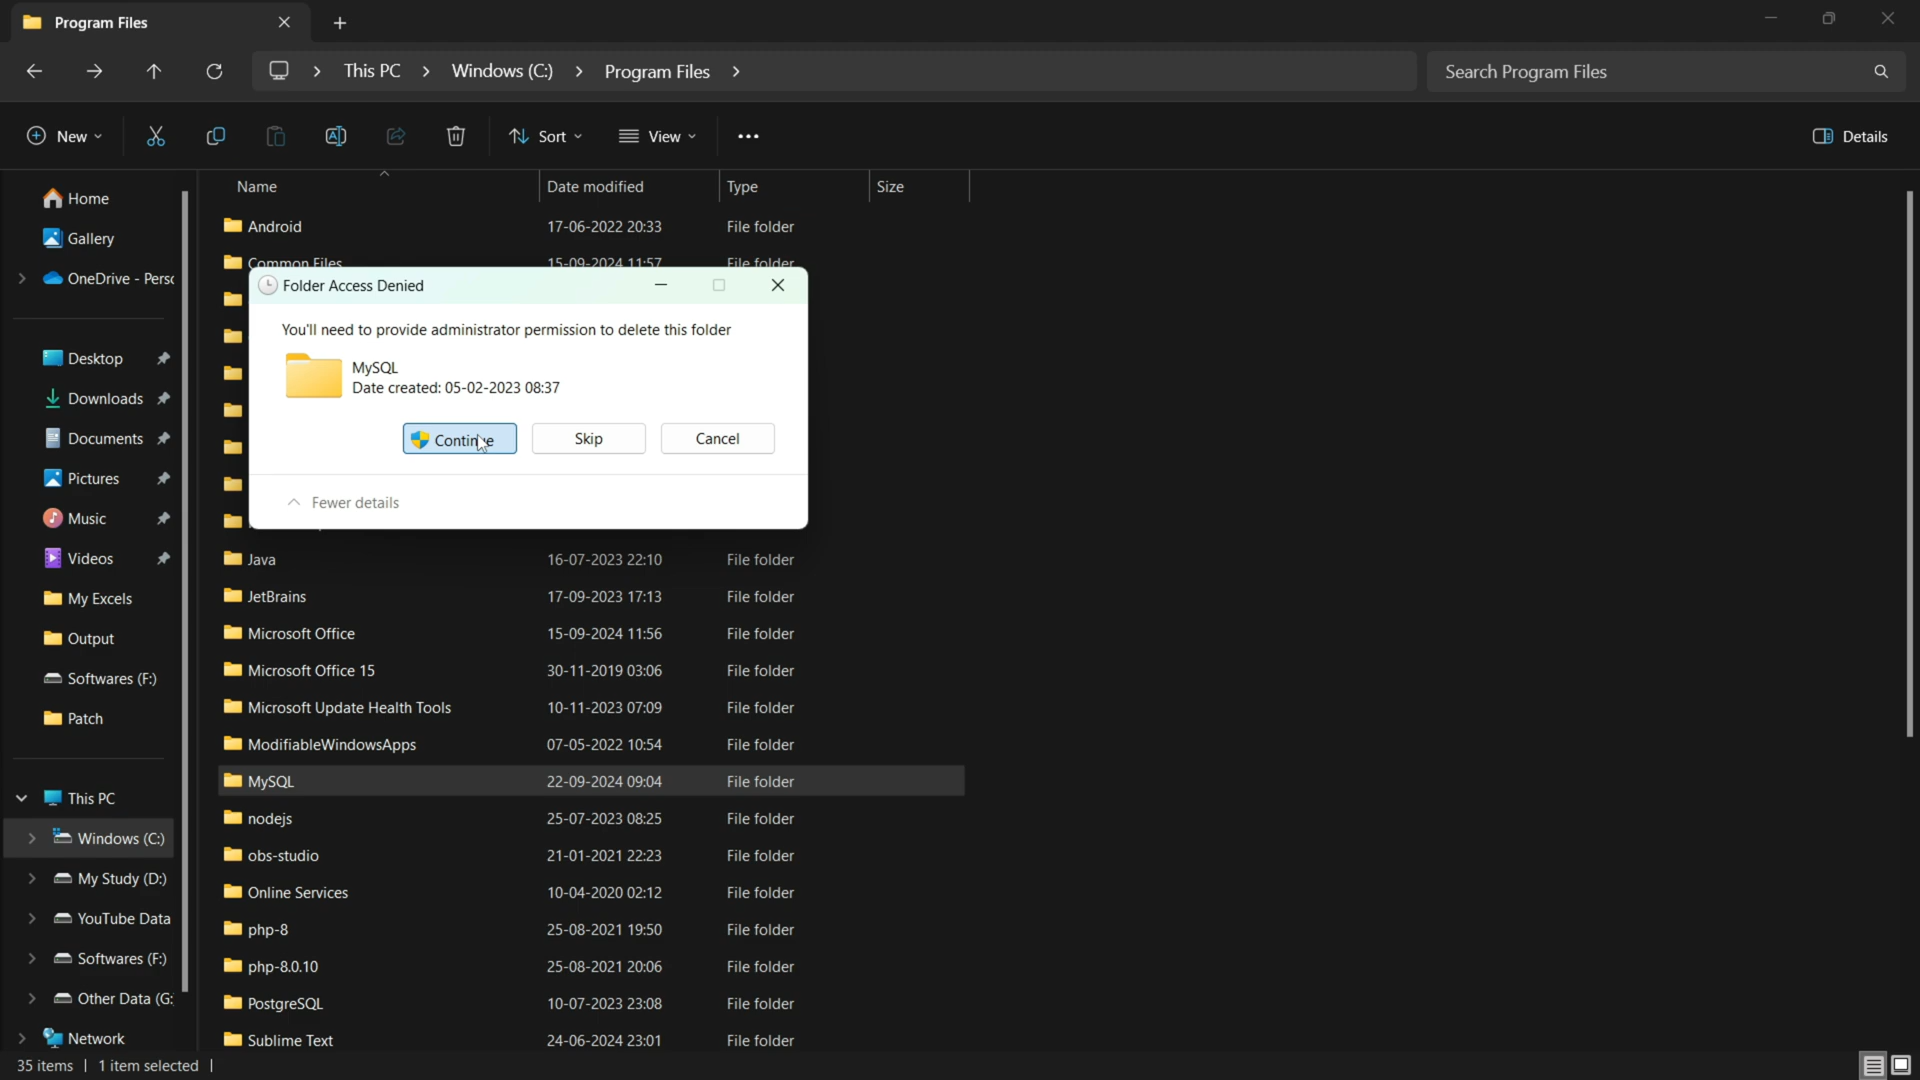 Program Files
This PC
Windows (C:)
Program Files
Search Program Files
New
Sort
View
Details
Home
Gallery
OneDrive - Pers
Desktop
Downloads
Documents
Pictures
Music
Videos
My Excels
Output
Softwares (F:)
Patch
This PC
Windows (C:)
My Study (D:)
YouTube Data
Softwares (F:)
Other Data (G:
Network
Name Date modified Type Size
Android 17-06-2022 20:33 File folder
Common Files 15-09-2024 11:57 File folder
Folder Access Denied
You'll need to provide administrator permission to delete this folder
MySQL
Date created: 05-02-2023 08:37
Continue Skip Cancel
Fewer details
Java 16-07-2023 22:10 File folder
JetBrains 17-09-2023 17:13 File folder
Microsoft Office 15-09-2024 11:56 File folder
Microsoft Office 15 30-11-2019 03:06 File folder
Microsoft Update Health Tools 10-11-2023 07:09 File folder
ModifiableWindowsApps 07-05-2022 10:54 File folder
MySQL 22-09-2024 09:04 File folder
nodejs 25-07-2023 08:25 File folder
obs-studio 21-01-2021 22:23 File folder
Online Services 10-04-2020 02:12 File folder
php-8 25-08-2021 19:50 File folder
php-8.0.10 25-08-2021 20:06 File folder
PostgreSQL 10-07-2023 23:08 File folder
Sublime Text 24-06-2024 23:01 File folder
35 items 1 item selected